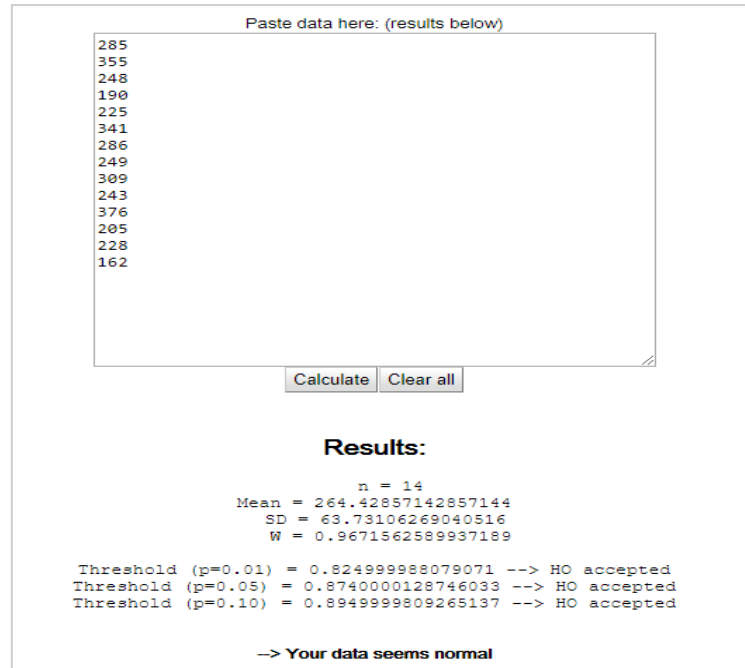 Paste data here: (results below)
285
355
248
190
225
341
286
249
309
243
376
205
228
162
Calculate Clear all
Results:
n = 14
Mean = 264.42857142857144
SD = 63.73106269040516
W = 0.9671562589937189
Threshold (p=0.01) = 0.824999988079071 --> HO accepted
Threshold (p=0.05) = 0.8740000128746033 --> HO accepted
Threshold (p=0.10) = 0.8949999809265137 --> HO accepted
--> Your data seems normal